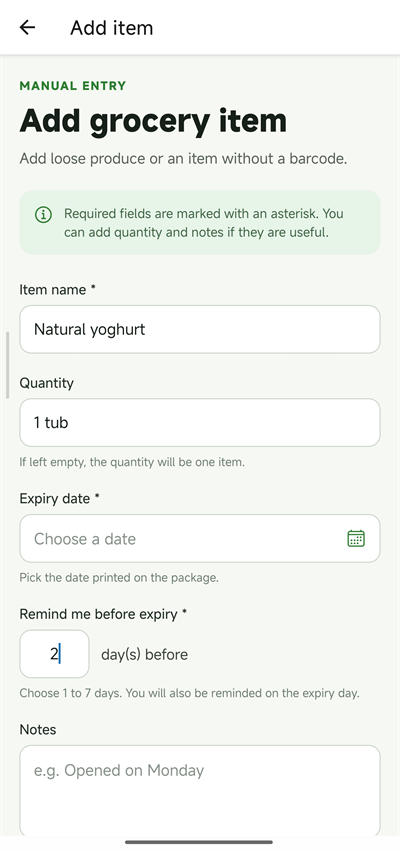 Add item
MANUAL ENTRY
Add grocery item
Add loose produce or an item without a barcode.
Required fields are marked with an asterisk. You
can add quantity and notes if they are useful.
Item name *
Natural yoghurt
Quantity
1 tub
If left empty, the quantity will be one item.
Expiry date *
Choose a date
Pick the date printed on the package.
Remind me before expiry *
2 day(s) before
Choose 1 to 7 days. You will also be reminded on the expiry day.
Notes
e.g. Opened on Monday